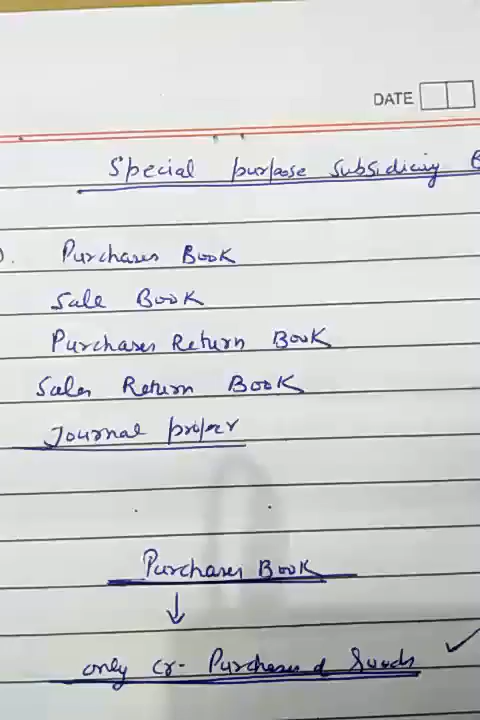 DATE
Special purpose subsidiary B
). Purchases Book
Sale Book
Purchases Return Book
Sales Return Book
Journal proper
Purchases Book
↓
only cr- Purchases of Goods ✓